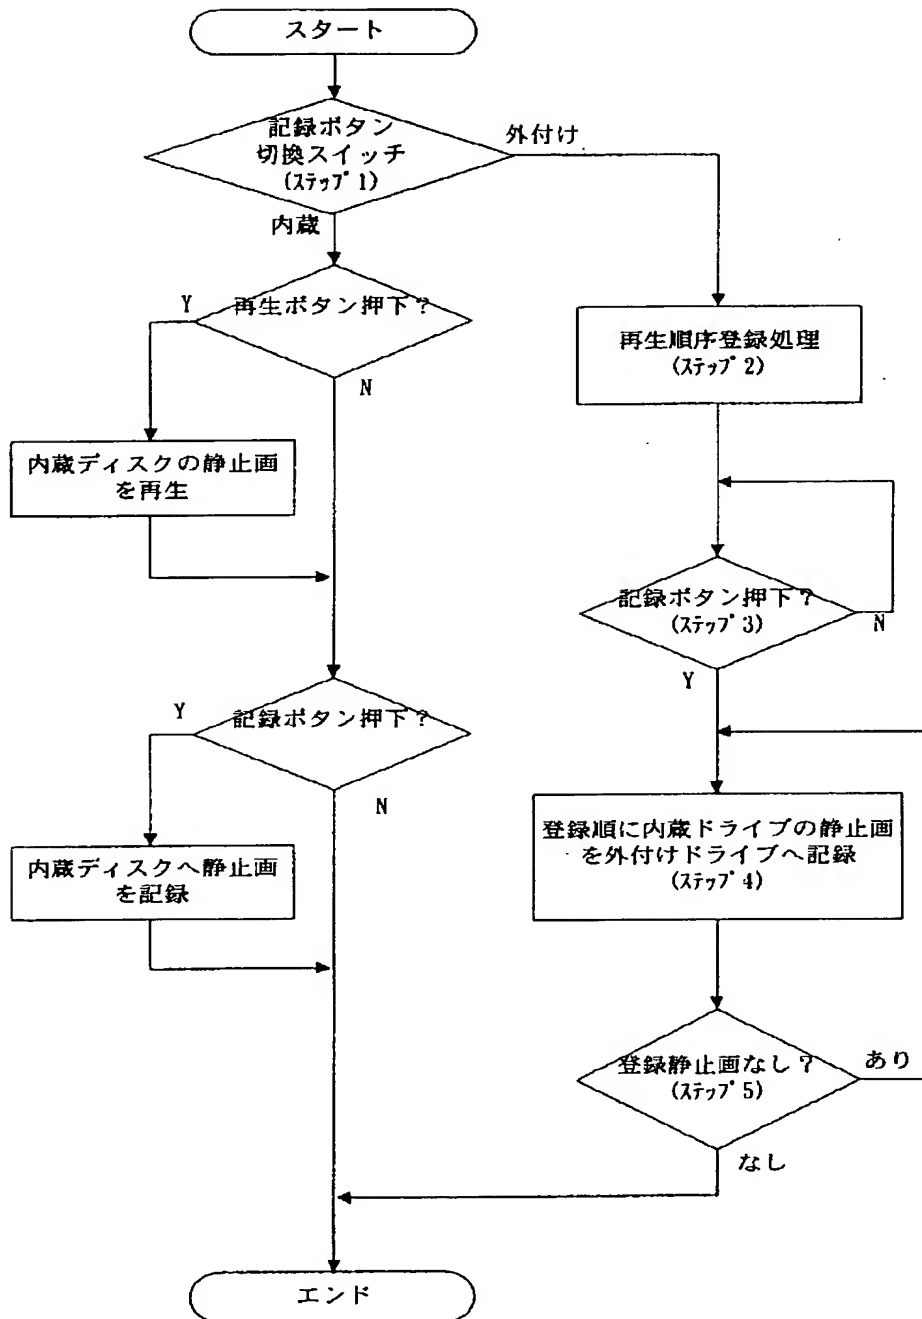 スタート
記録ボタン
切換スイッチ
(ステップ1)
外付け
内蔵
Y
再生ボタン押下？
N
再生順序登録処理
(ステップ2)
内蔵ディスクの静止画
を再生
記録ボタン押下？
(ステップ3)
N
Y
Y
記録ボタン押下？
N
登録順に内蔵ドライブの静止画
を外付けドライブへ記録
(ステップ4)
内蔵ディスクへ静止画
を記録
登録静止画なし？
(ステップ5)
あり
なし
エンド